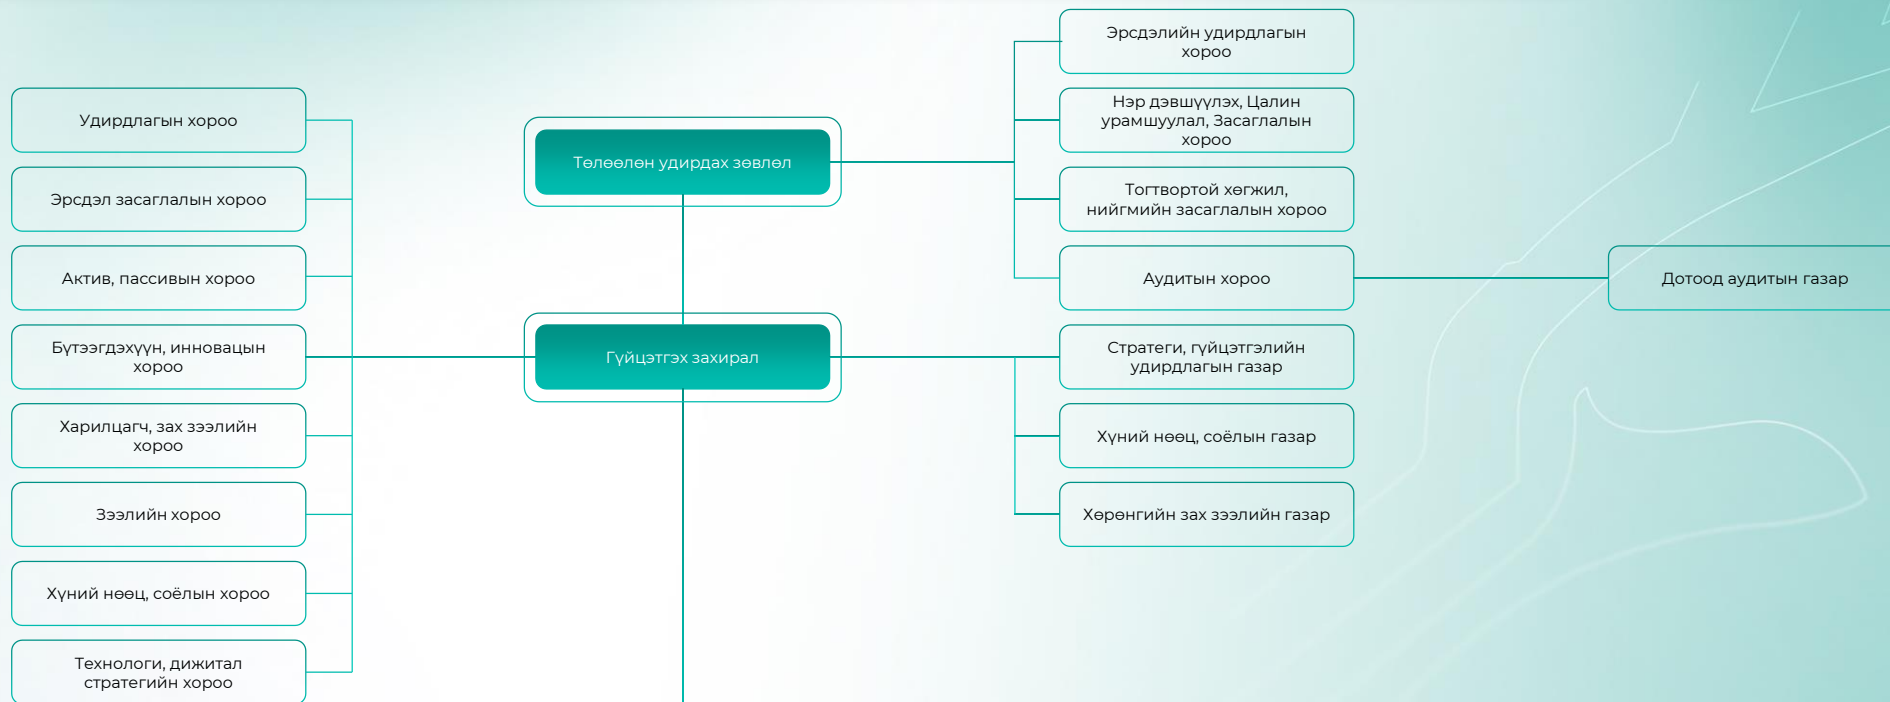 Удирдлагын хороо
Эрсдэл засаглалын хороо
Актив, пассивын хороо
Бүтээгдэхүүн, инновацын
хороо
Харилцагч, зах зээлийн
хороо
Зээлийн хороо
Хүний нөөц, соёлын хороо
Технологи, дижитал
стратегийн хороо
Төлөөлөн удирдах зөвлөл
Гүйцэтгэх захирал
Эрсдэлийн удирдлагын
хороо
Нэр дэвшүүлэх, Цалин
урамшуулал, Засаглалын
хороо
Тогтвортой хөгжил,
нийгмийн засаглалын хороо
Аудитын хороо
Стратеги, гүйцэтгэлийн
удирдлагын газар
Хүний нөөц, соёлын газар
Хөрөнгийн зах зээлийн газар
Дотоод аудитын газар